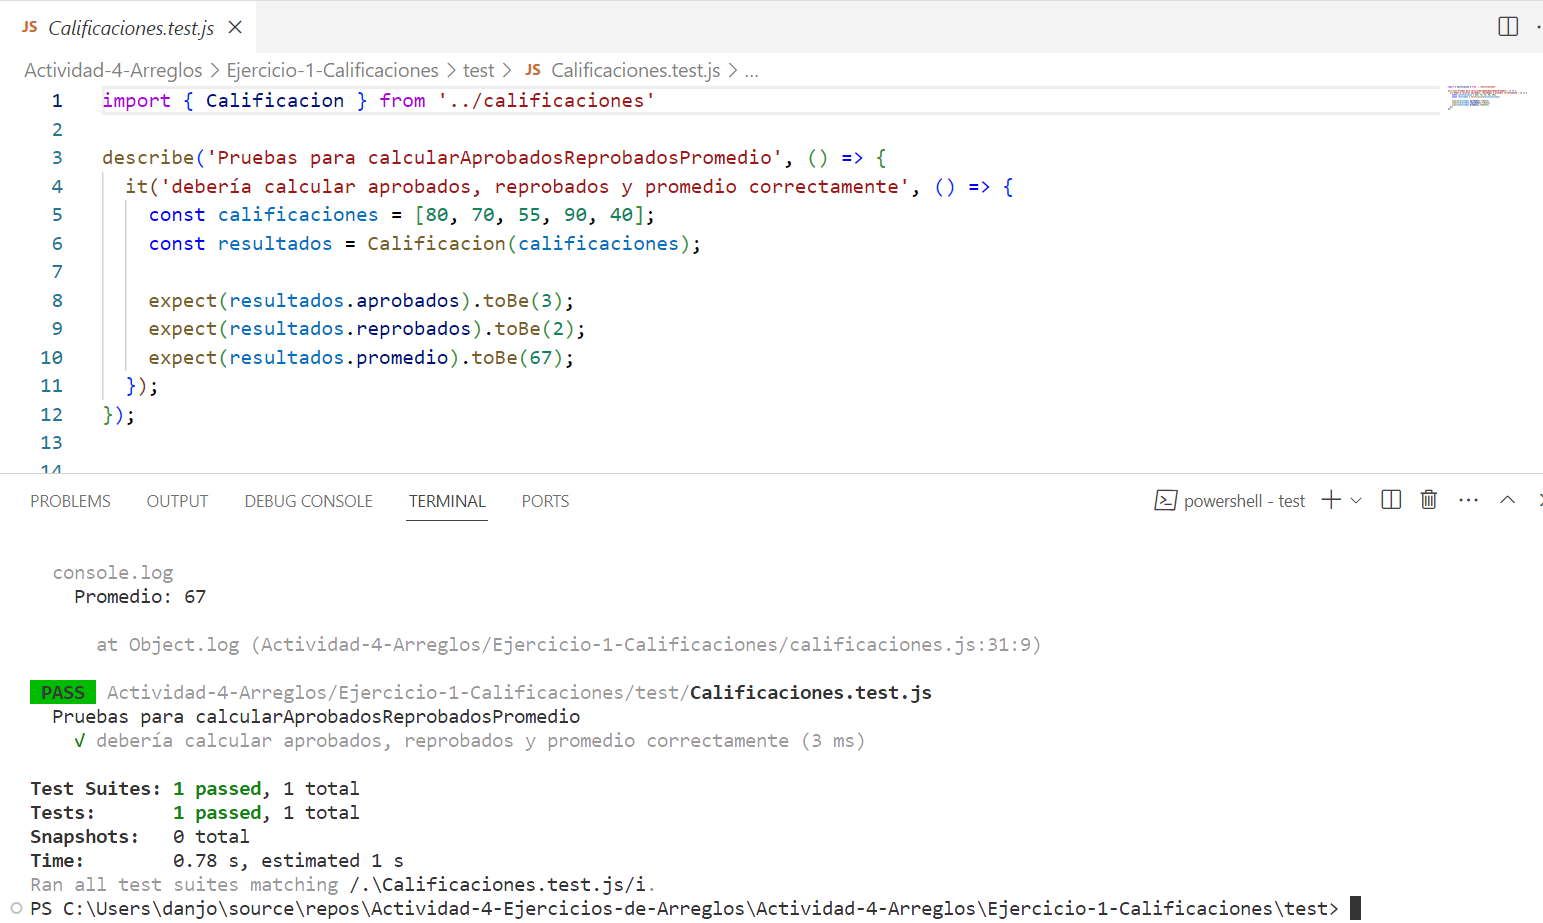 JS Calificaciones.test.js
Actividad-4-Arreglos > Ejercicio-1-Calificaciones > test > JS Calificaciones.test.js > ...
1 import { Calificacion } from '../calificaciones'
2
3 describe('Pruebas para calcularAprobadosReprobadosPromedio', () => {
4 it('debería calcular aprobados, reprobados y promedio correctamente', () => {
5 const calificaciones = [80, 70, 55, 90, 40];
6 const resultados = Calificacion(calificaciones);
7
8 expect(resultados.aprobados).toBe(3);
9 expect(resultados.reprobados).toBe(2);
10 expect(resultados.promedio).toBe(67);
11 });
12 });
13
14
PROBLEMS OUTPUT DEBUG CONSOLE TERMINAL PORTS powershell - test
console.log
Promedio: 67
at Object.log (Actividad-4-Arreglos/Ejercicio-1-Calificaciones/calificaciones.js:31:9)
PASS Actividad-4-Arreglos/Ejercicio-1-Calificaciones/test/Calificaciones.test.js
Pruebas para calcularAprobadosReprobadosPromedio
√ debería calcular aprobados, reprobados y promedio correctamente (3 ms)
Test Suites: 1 passed, 1 total
Tests: 1 passed, 1 total
Snapshots: 0 total
Time: 0.78 s, estimated 1 s
Ran all test suites matching /.\Calificaciones.test.js/i.
PS C:\Users\danjo\source\repos\Actividad-4-Ejercicios-de-Arreglos\Actividad-4-Arreglos\Ejercicio-1-Calificaciones\test>